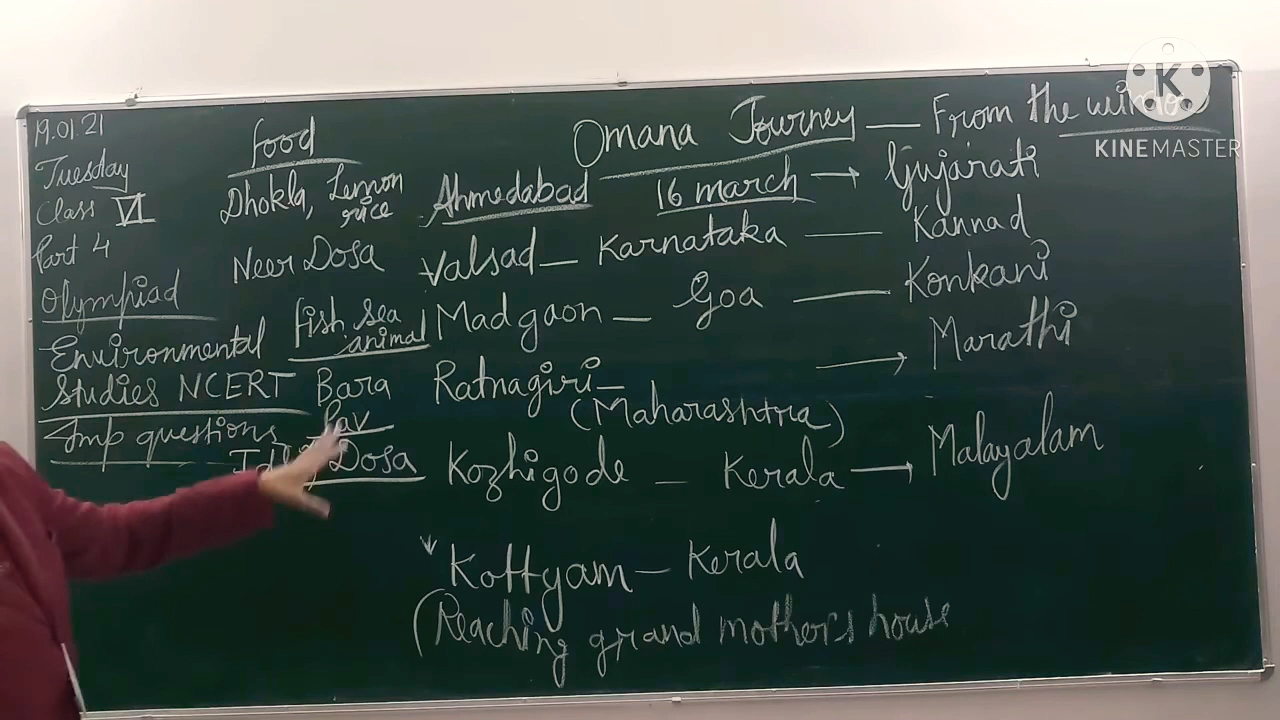 19.01.21
Tuesday
Class VI
Part 4
Olympiad
Environmental
Studies NCERT
Imp questions
food
Dhokla, Lemon rice
Neer Dosa
fish sea animal
Bara Pav
Dosa
Omana Journey — From the window
Ahmedabad 16 march → Gujarati
Valsad — Karnataka — Kannad
Madgaon — Goa — Konkani
Ratnagiri — (Maharashtra) → Marathi
Kozhigode — Kerala → Malayalam
Kottyam — Kerala
(Reaching grand mother's house
K
KINEMASTER